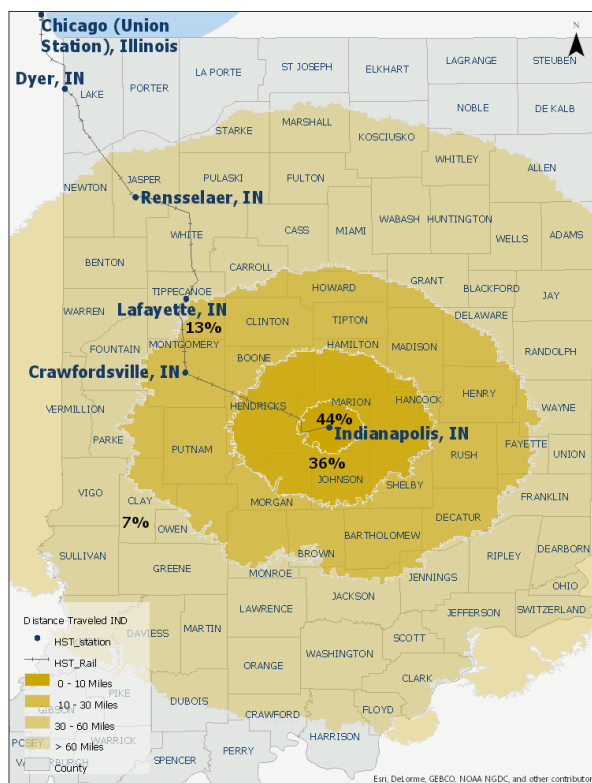 Chicago (Union
Station), Illinois
N
ST JOSEPH
LAGRANGE
STEUBEN
ELKHART
LA PORTE
Dyer, IN
PORTER
LAKE
NOBLE
DE KALB
MARSHALL
STARKE
KOSCIUSKO
WHITLEY
ALLEN
JASPER
PULASKI
FULTON
NEWTON
Rensselaer, IN
WABASH
HUNTINGTON
CASS
MIAMI
WHITE
WELLS
ADAMS
BENTON
CARROLL
GRANT
HOWARD
BLACKFORD
TIPPECANOE
JAY
Lafayette, IN
WARREN
DELAWARE
CLINTON
TIPTON
13%
HAMILTON
MONTGOMERY
FOUNTAIN
MADISON
RANDOLPH
BOONE
Crawfordsville, IN
HENRY
HANCOCK
MARION
HENDRICKS
VERMILLION
WAYNE
44%
Indianapolis, IN
PARKE
FAYETTE
UNION
PUTNAM
RUSH
36%
JOHNSON
SHELBY
VIGO
CLAY
MORGAN
FRANKLIN
DECATUR
7%
OWEN
BARTHOLOMEW
BROWN
SULLIVAN
RIPLEY
DEARBORN
GREENE
MONROE
JENNINGS
OHIO
JACKSON
LAWRENCE
JEFFERSON
SWITZERLAND
Distance Traveled IND
DAVIESS
MARTIN
HST_station
SCOTT
WASHINGTON
HST_Rail
ORANGE
CLARK
0 - 10 Miles
PIKE
DUBOIS
10 - 30 Miles
GIBSON
FLOYD
CRAWFORD
30 - 60 Miles
HARRISON
WARRICK
POSEY
> 60 Miles
PERRY
SPENCER
County
Esri, DeLorme, GEBCO, NOAA NGDC, and other contributor